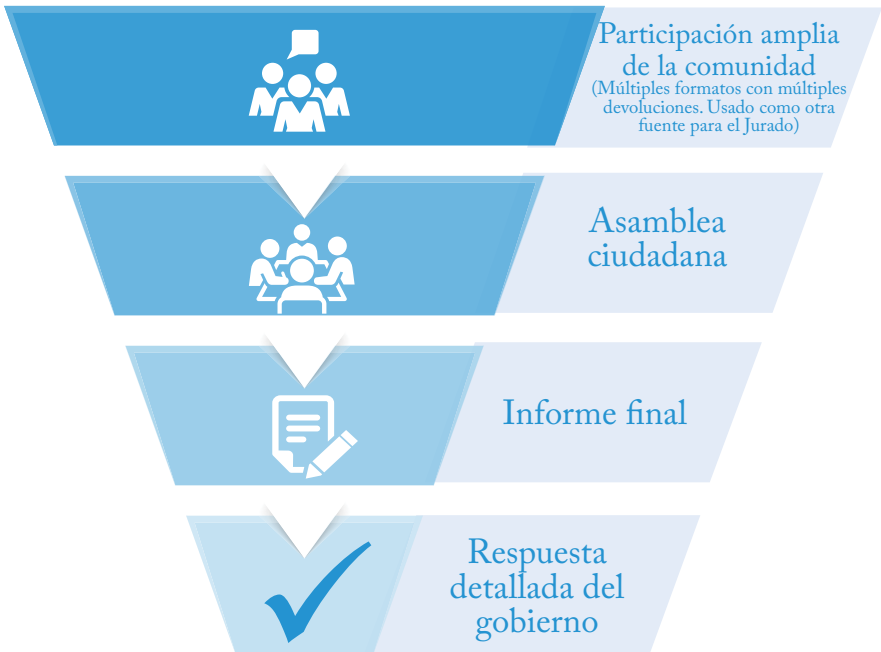 Participación amplia
de la comunidad
(Múltiples formatos con múltiples
devoluciones. Usado como otra
fuente para el Jurado)
Asamblea
ciudadana
Informe final
Respuesta
detallada del
gobierno